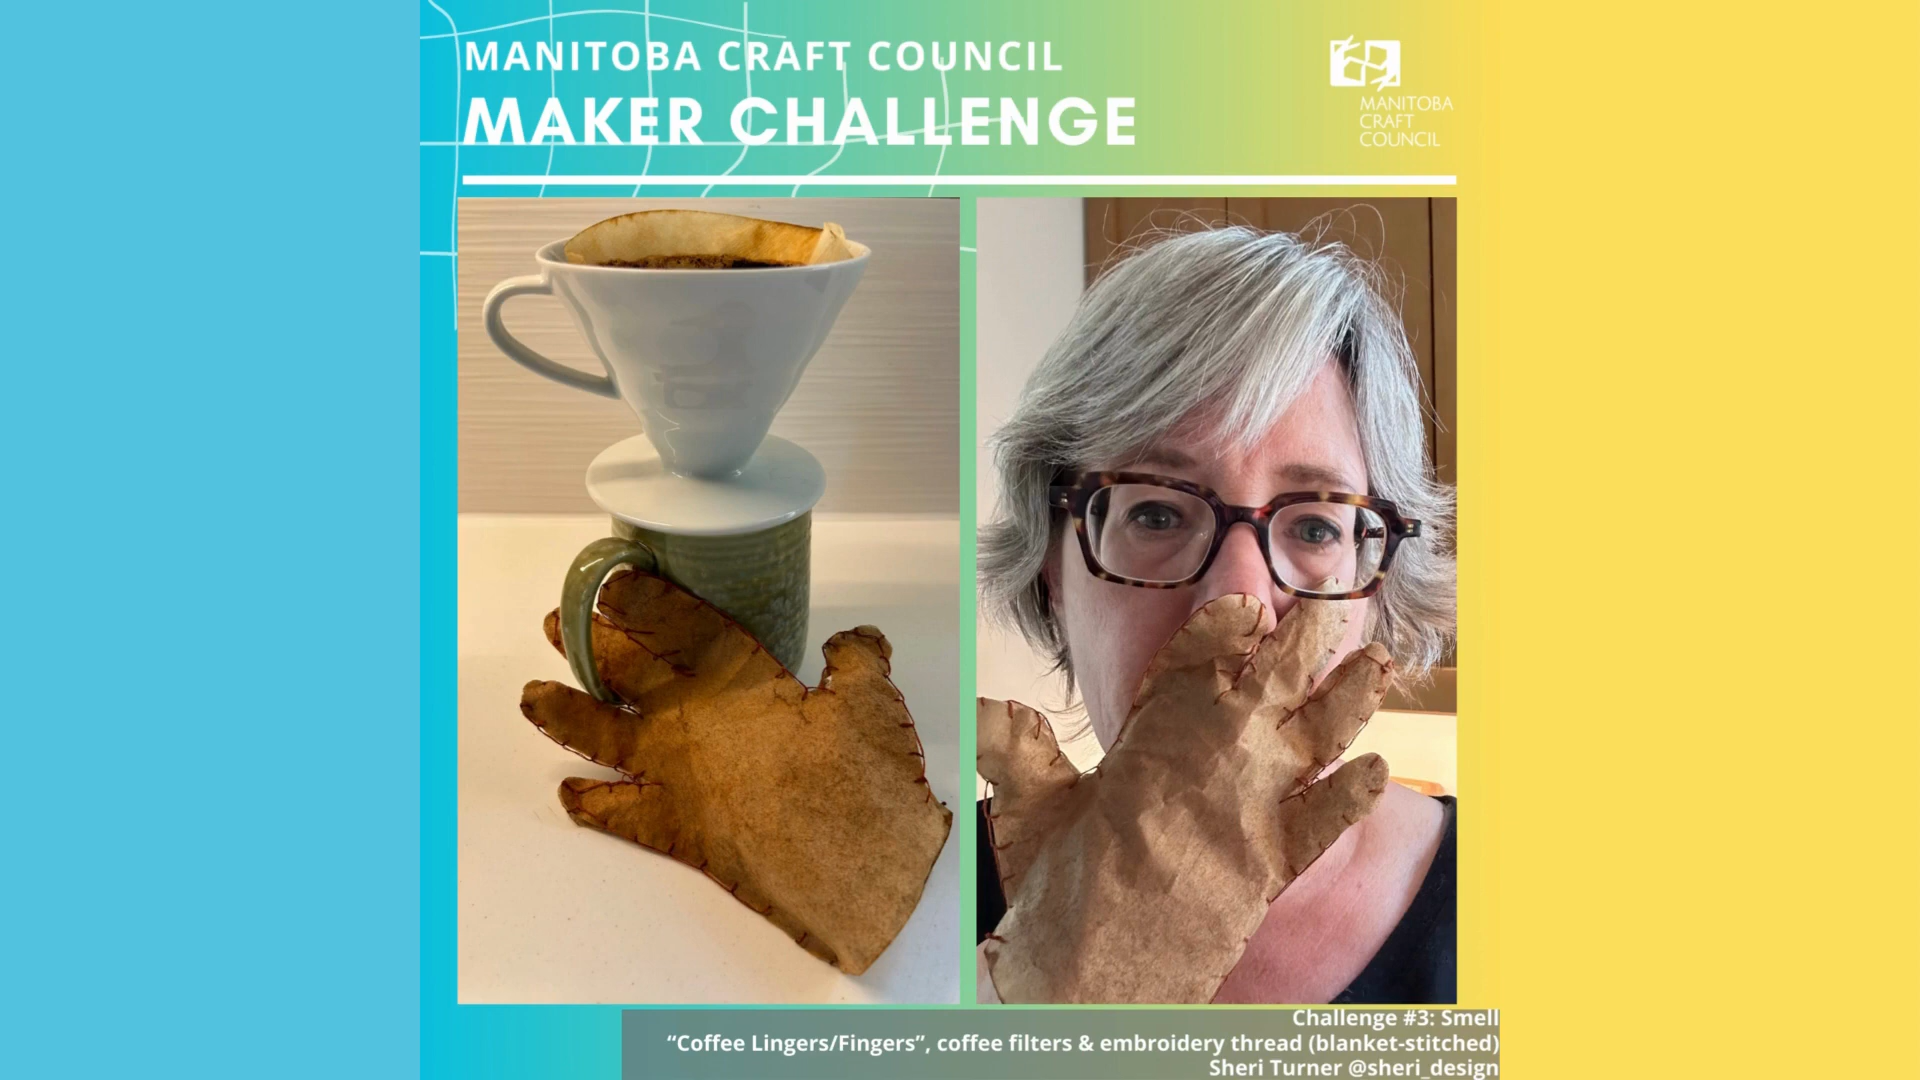 MANITOBA CRAFT COUNCIL
MAKER CHALLENGE
MANITOBA
CRAFT
COUNCIL
Challenge #3: Smell
“Coffee Lingers/Fingers”, coffee filters & embroidery thread (blanket-stitched)
Sheri Turner @sheri_design